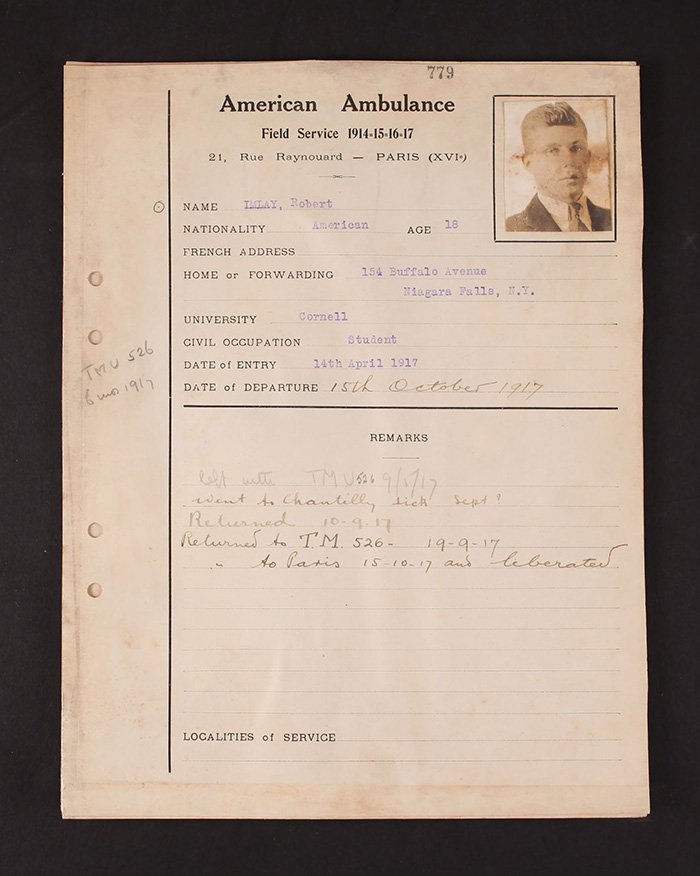 779
American Ambulance
Field Service 1914-15-16-17
21, Rue Raynouard — PARIS (XVIe)
NAME IMLAY, Robert
NATIONALITY American AGE 18
FRENCH ADDRESS
HOME or FORWARDING 154 Buffalo Avenue
Niagara Falls, N.Y.
UNIVERSITY Cornell
CIVIL OCCUPATION Student
DATE of ENTRY 14th April 1917
DATE of DEPARTURE 15th October 1917
TMU 526
6 mos 1917
REMARKS
left with TMU 526 9/5/17
went to Chantilly sick Sept?
Returned 10-9-17
Returned to T.M. 526 - 19-9-17
" to Paris 15-10-17 and liberated
LOCALITIES of SERVICE